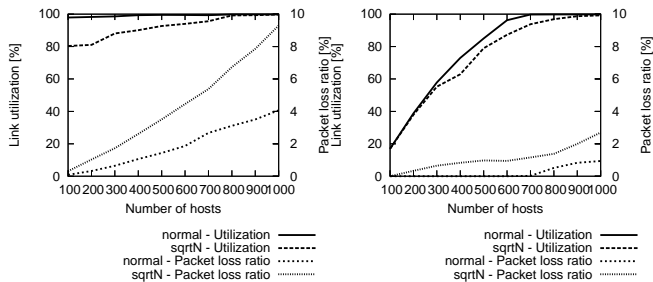 Link utilization [%]
100
80
60
40
20
0
10
8
6
4
2
0
Packet loss ratio [%]
100 200 300 400 500 600 700 800 900 1000
Number of hosts
normal - Utilization
sqrtN - Utilization
normal - Packet loss ratio
sqrtN - Packet loss ratio
Link utilization [%]
100
80
60
40
20
0
10
8
6
4
2
0
Packet loss ratio [%]
100 200 300 400 500 600 700 800 900 1000
Number of hosts
normal - Utilization
sqrtN - Utilization
normal - Packet loss ratio
sqrtN - Packet loss ratio